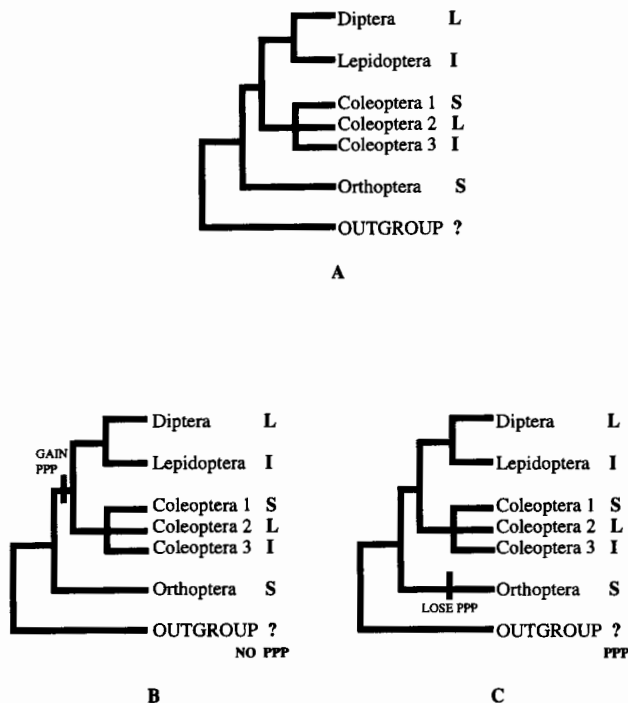 Diptera L
Lepidoptera I
Coleoptera 1 S
Coleoptera 2 L
Coleoptera 3 I
Orthoptera S
OUTGROUP ?
A
Diptera L
GAIN
PPP
Lepidoptera I
Coleoptera 1 S
Coleoptera 2 L
Coleoptera 3 I
Orthoptera S
OUTGROUP ?
NO PPP
B
Diptera L
Lepidoptera I
Coleoptera 1 S
Coleoptera 2 L
Coleoptera 3 I
Orthoptera S
LOSE PPP
OUTGROUP ?
PPP
C